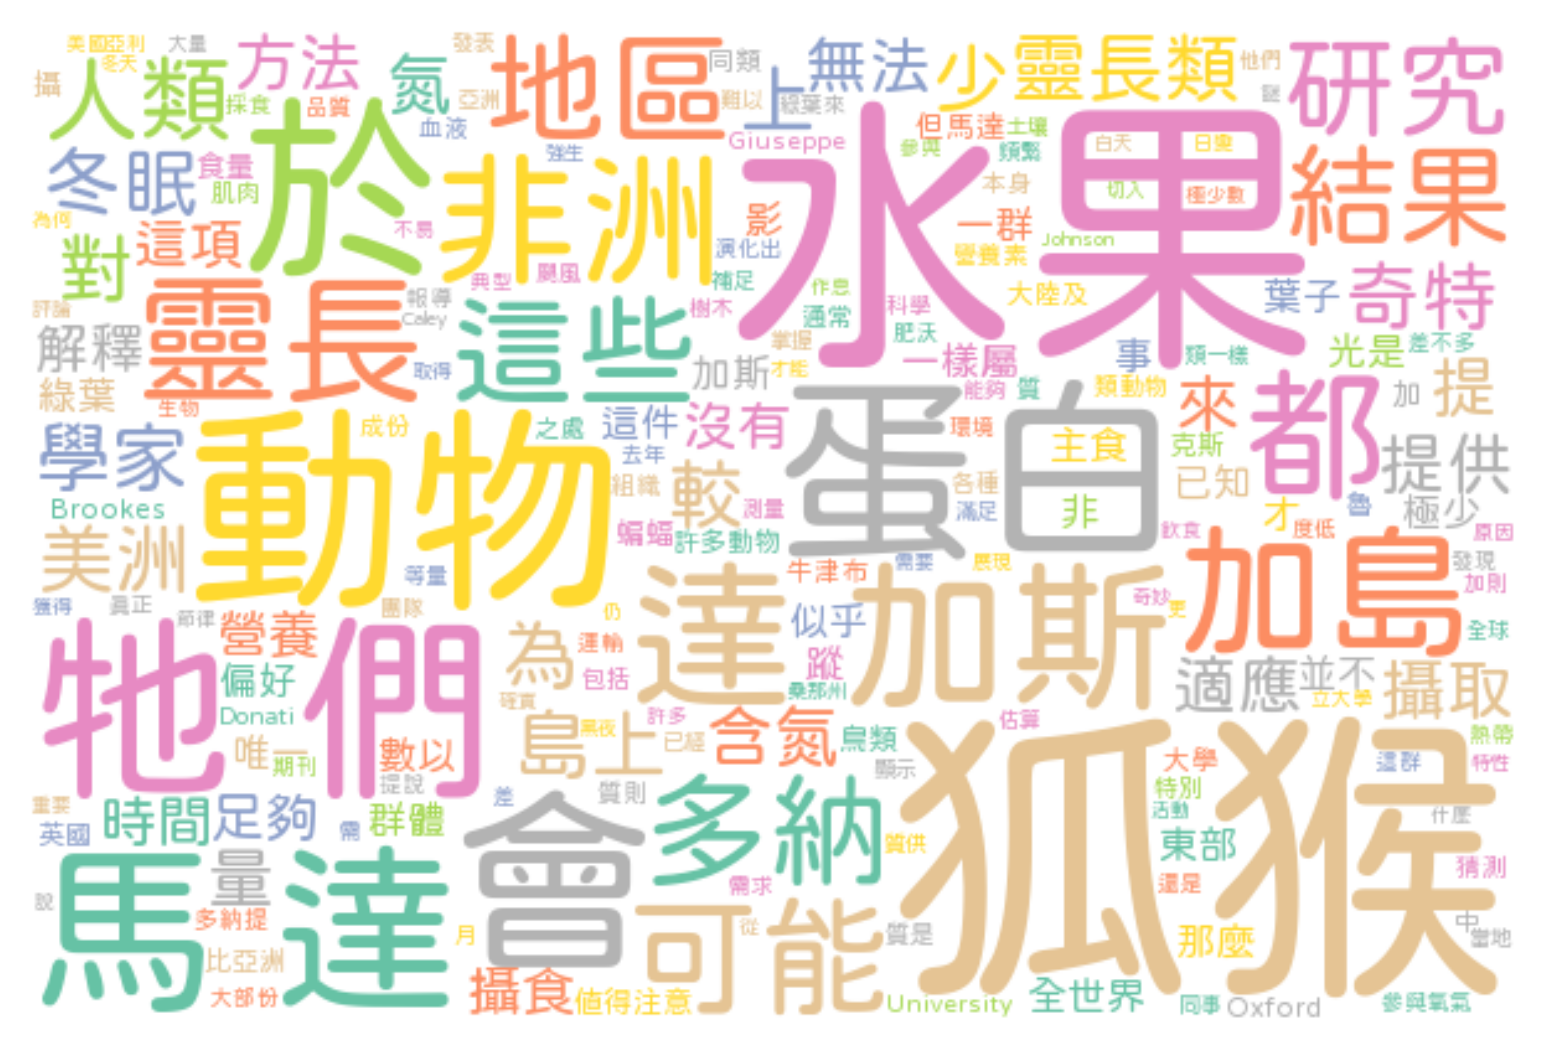 美國亞利
大量
冬天
方法
發表
地區
同類
無法
少
靈長類
他們
研究
攝
人類
採食
品質
氮
亞洲
難以
上
綠葉來
謎
血液
Giuseppe
但馬達
土壤
參與
頻繁
白天
日與
冬眠
食量
肌肉
於
強生
非洲
水果
本身
切入
極少數
結果
為何
對
這項
不易
影
演化出
一群
Johnson
營養素
評論
靈長
報導
Caley
典型
颶風
補足
作息
大陸及
葉子
奇特
解釋
這些
樹木
通常
科學
肥沃
事
類一樣
光是
差不多
取得
加斯
掌握
才能
一樣屬
能夠
質
類動物
綠葉
生物
來
都
加
提
學家
動物
成份
之處
這件
去年
沒有
蛋白
環境
主食
克斯
提供
Brookes
組織
較
測量
各種
滿足
非
已知
才
魯
極少
飲食
度低
原因
美洲
蝙蝠
許多動物
等量
牛津布
需要
展現
加島
發現
加則
獲得
真正
節律
團隊
仍
達
似乎
加斯
奇妙
更
全球
牠們
營養
為
運輸
蹤
包括
桑那州
適應
並不
攝取
立大學
偏好
Donati
確實
黑夜
許多
島上
已經
含氮
鳥類
估算
狐猴
熱帶
唯一
期刊
數以
提說
顯示
大學
特別
這群
特性
重要
英國
時間
足夠
需
群體
差
質則
多納
質供
活動
東部
什麼
會
需求
還是
猜測
說
馬達
量
多納提
可能
從
質是
那麼
中
當地
月
比亞洲
大部份
攝食
值得注意
University
全世界
同事
Oxford
參與氧氣